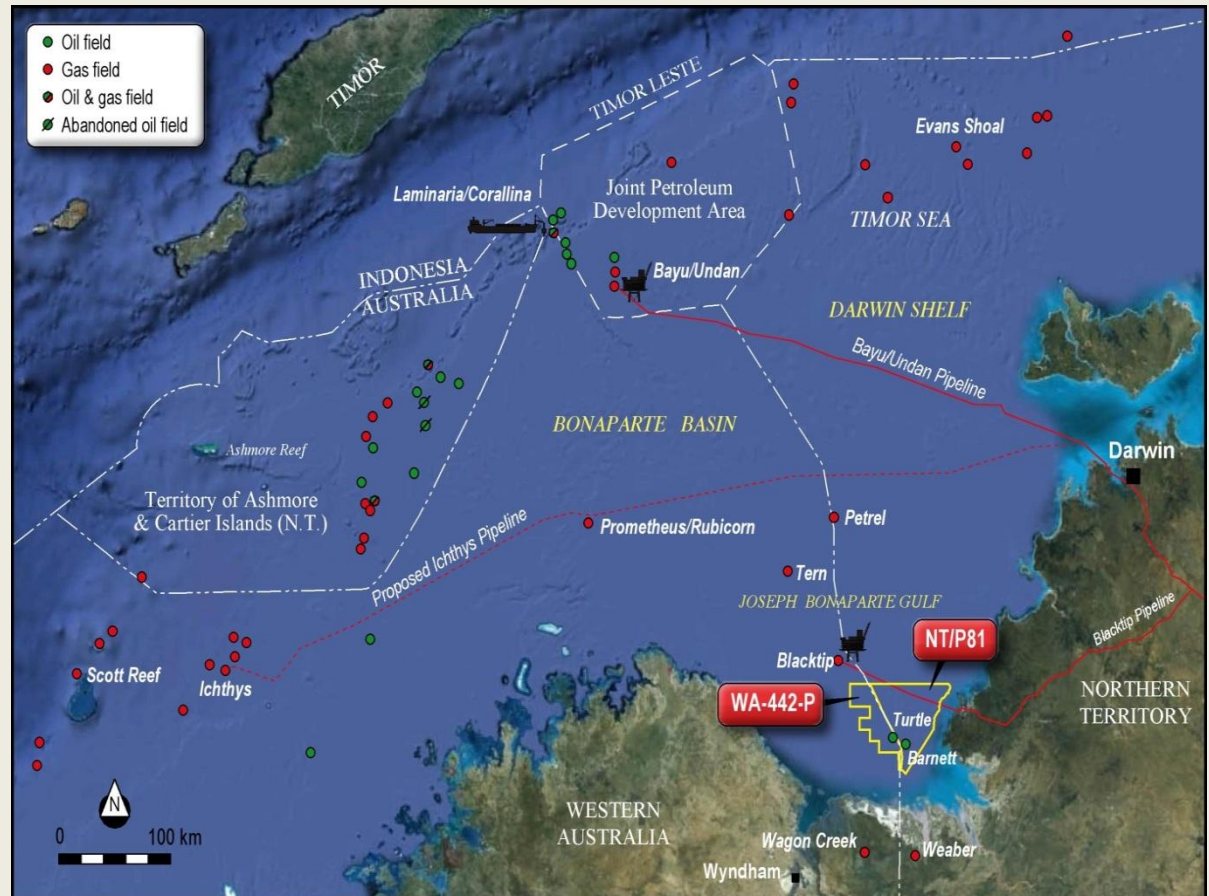 Oil field
Gas field
Oil & gas field
Abandoned oil field
TIMOR
TIMOR LESTE
Evans Shoal
Laminaria/Corallina
Joint Petroleum
Development Area
TIMOR SEA
INDONESIA
AUSTRALIA
Bayu/Undan
DARWIN SHELF
Bayu/Undan Pipeline
BONAPARTE BASIN
Ashmore Reef
Darwin
Territory of Ashmore
& Cartier Islands (N.T.)
Proposed Ichthys Pipeline
Prometheus/Rubicorn
Petrel
Tern
JOSEPH BONAPARTE GULF
Blacktip Pipeline
NT/P81
Blacktip
Scott Reef
Ichthys
WA-442-P
NORTHERN
TERRITORY
Turtle
Barnett
N
0 100 km
WESTERN
AUSTRALIA
Wagon Creek
Weaber
Wyndham